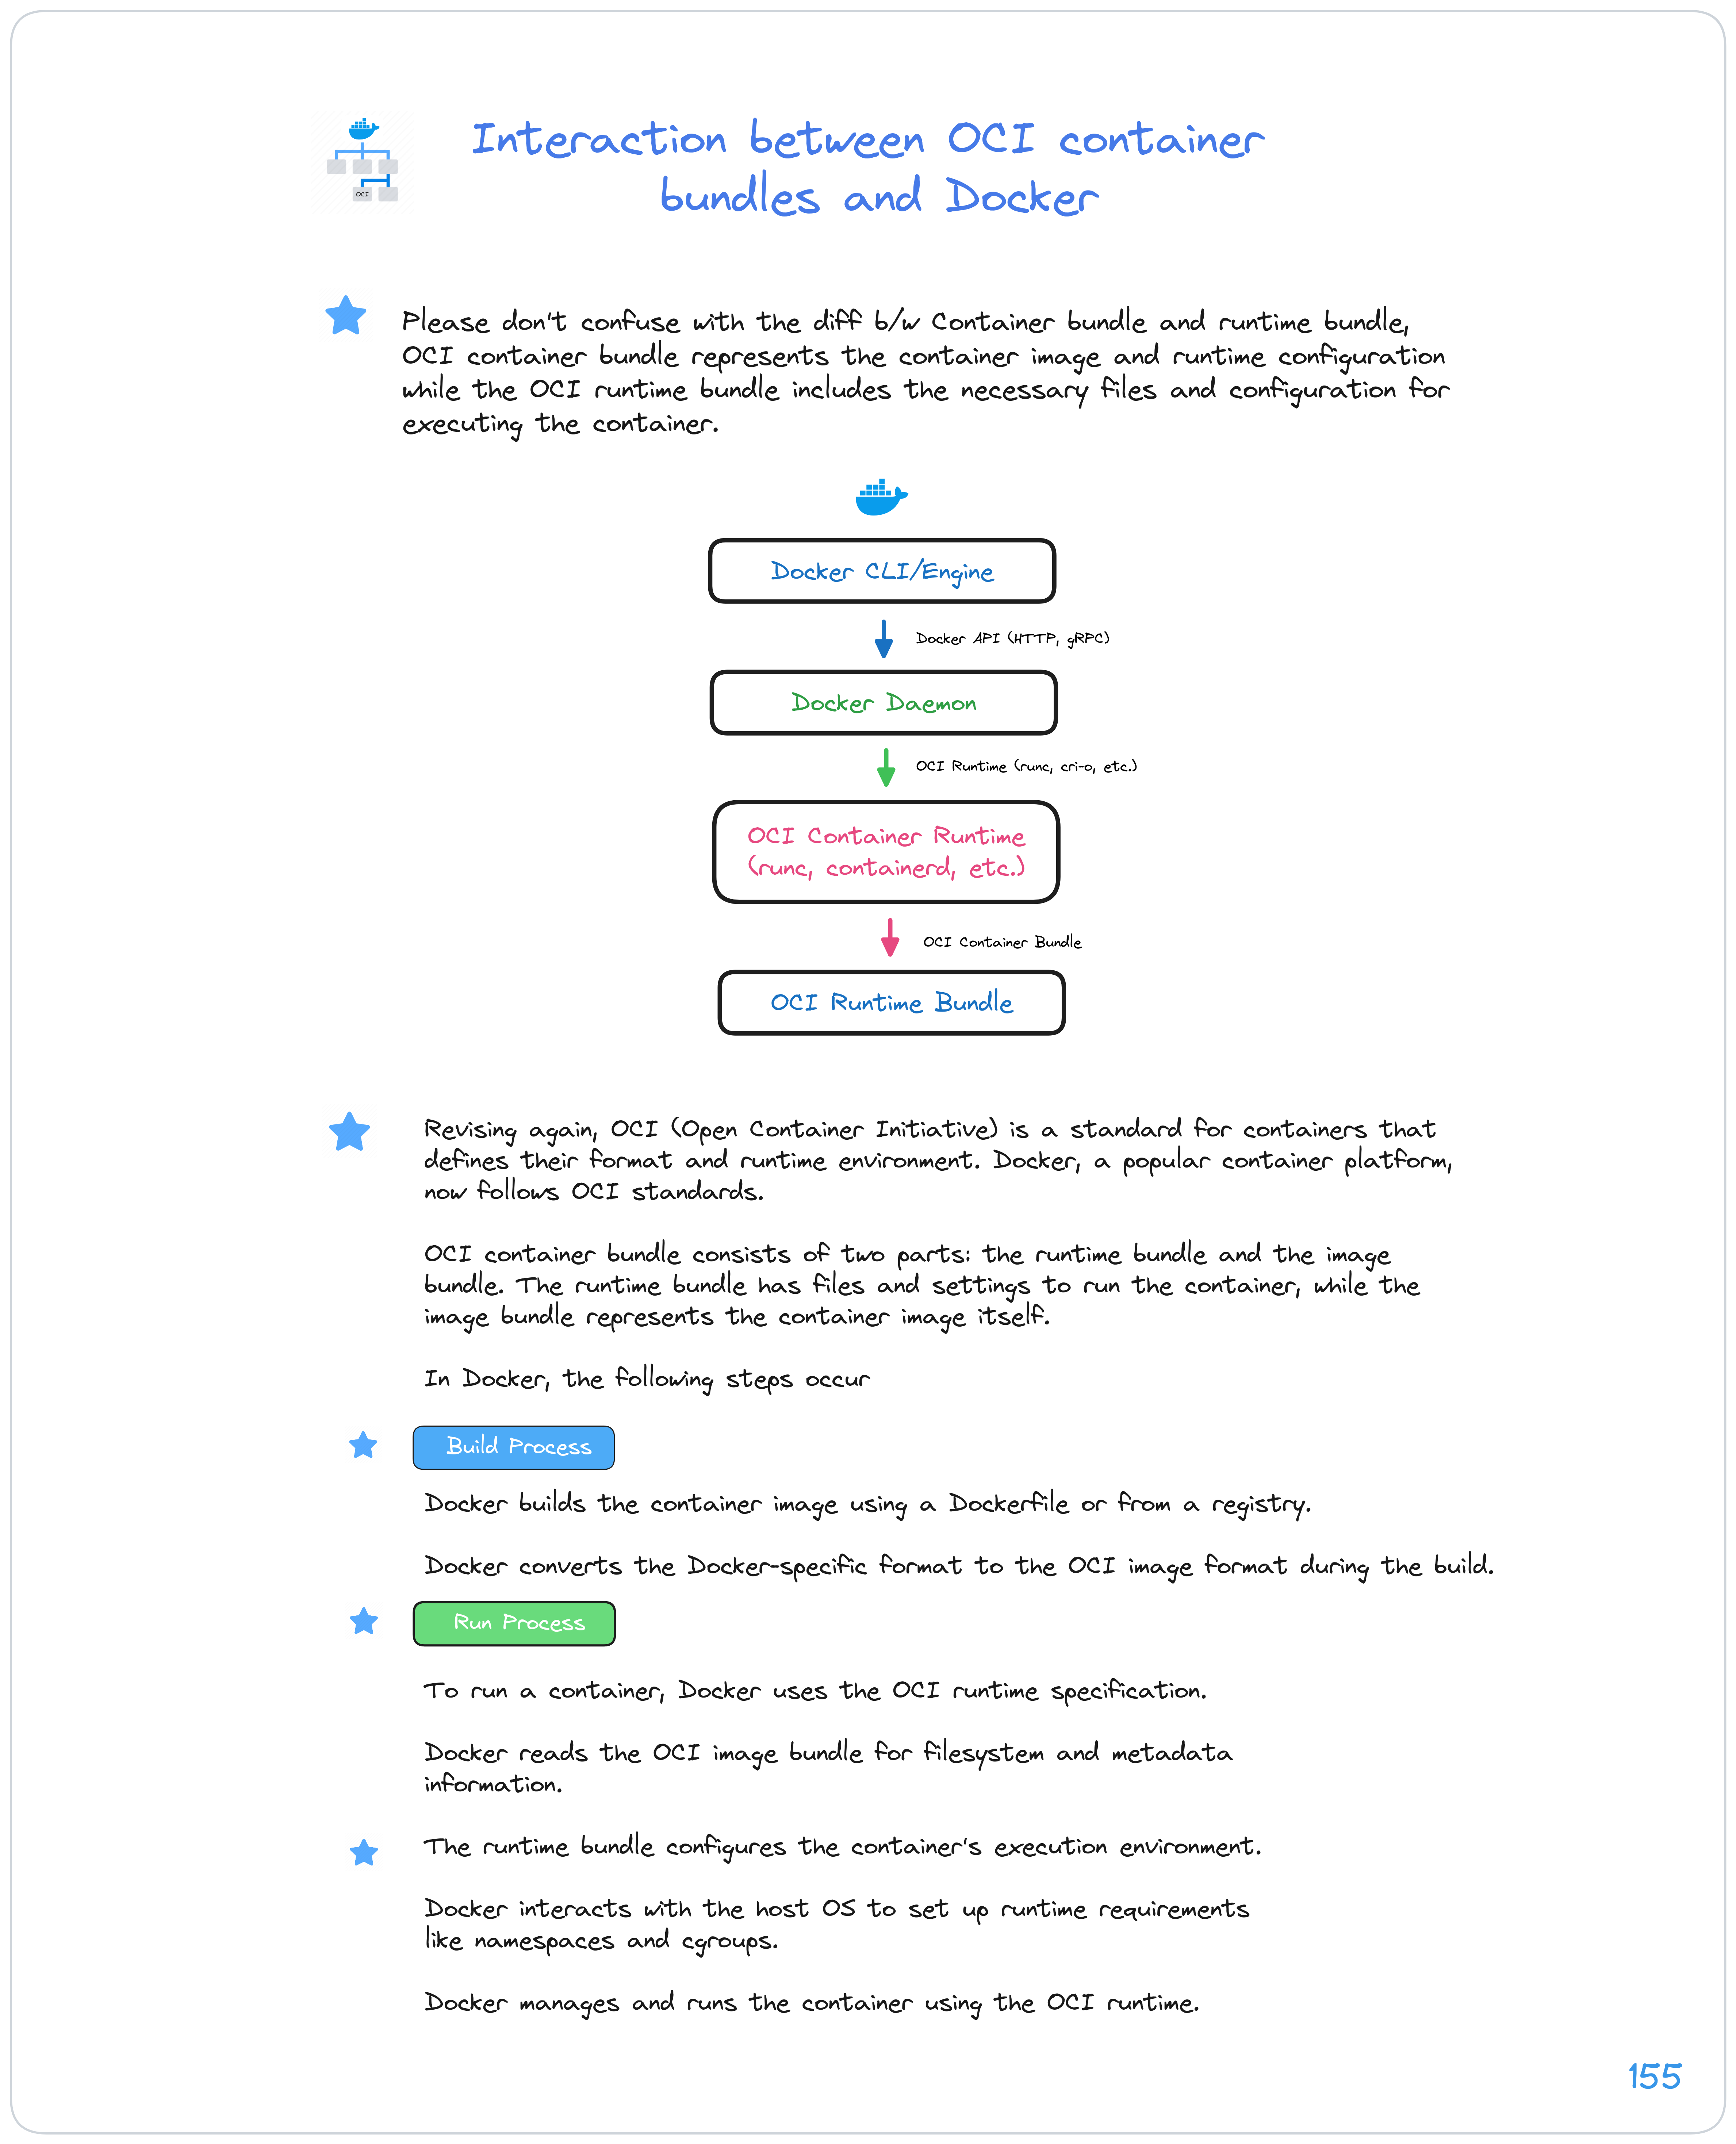 OCI
Interaction between OCI container
bundles and Docker
Please don't confuse with the diff b/w Container bundle and runtime bundle,
OCI container bundle represents the container image and runtime configuration
while the OCI runtime bundle includes the necessary files and configuration for
executing the container.
Docker CLI/Engine
Docker API (HTTP, gRPC)
Docker Daemon
OCI Runtime (runc, cri-o, etc.)
OCI Container Runtime
(runc, containerd, etc.)
OCI Container Bundle
OCI Runtime Bundle
Revising again, OCI (Open Container Initiative) is a standard for containers that
defines their format and runtime environment. Docker, a popular container platform,
now follows OCI standards.
OCI container bundle consists of two parts: the runtime bundle and the image
bundle. The runtime bundle has files and settings to run the container, while the
image bundle represents the container image itself.
In Docker, the following steps occur
Build Process
Docker builds the container image using a Dockerfile or from a registry.
Docker converts the Docker-specific format to the OCI image format during the build.
Run Process
To run a container, Docker uses the OCI runtime specification.
Docker reads the OCI image bundle for filesystem and metadata
information.
The runtime bundle configures the container's execution environment.
Docker interacts with the host OS to set up runtime requirements
like namespaces and cgroups.
Docker manages and runs the container using the OCI runtime.
155